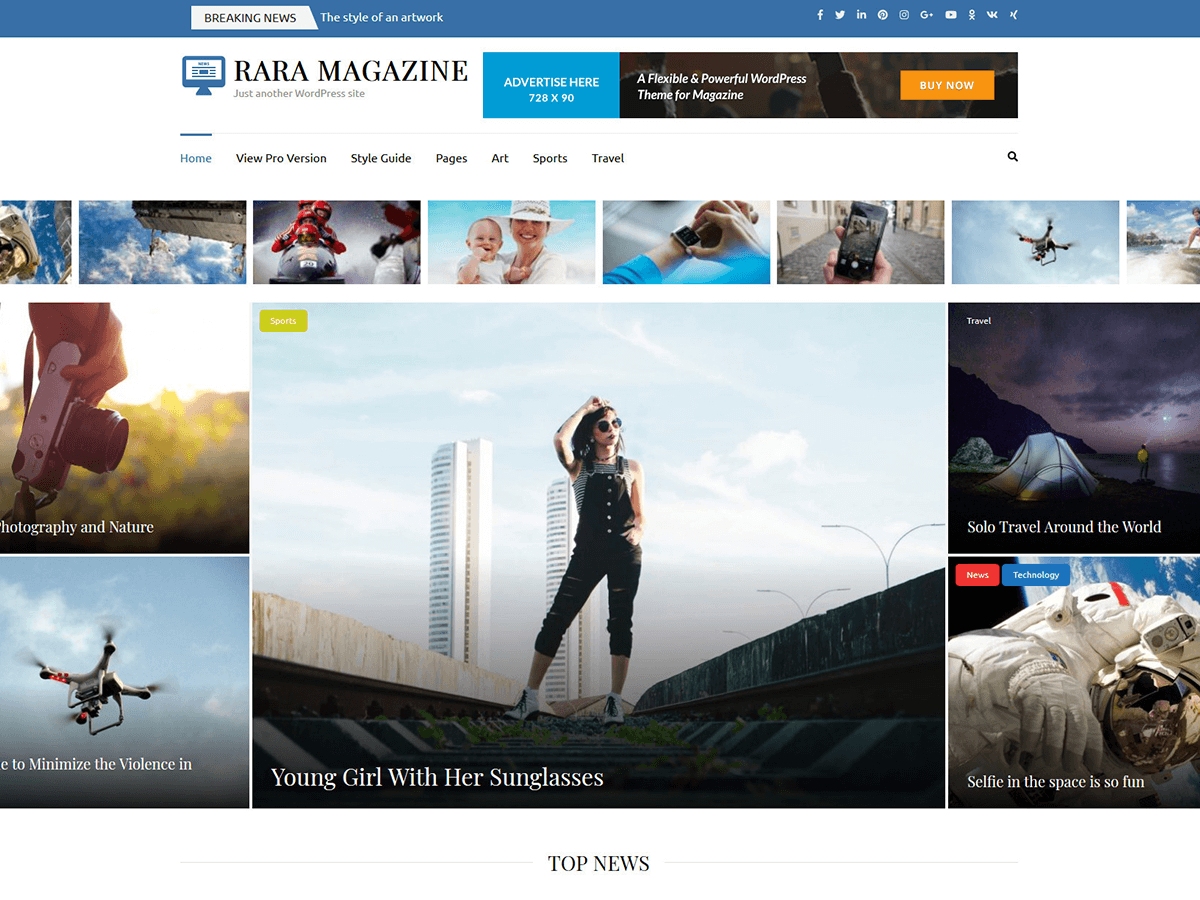 BREAKING NEWS
The style of an artwork
NEWS
RARA MAGAZINE
Just another WordPress site
ADVERTISE HERE
728 X 90
A Flexible & Powerful WordPress
Theme for Magazine
BUY NOW
Home
View Pro Version
Style Guide
Pages
Art
Sports
Travel
Sports
Young Girl With Her Sunglasses
Photography and Nature
e to Minimize the Violence in
Travel
Solo Travel Around the World
News
Technology
Selfie in the space is so fun
TOP NEWS